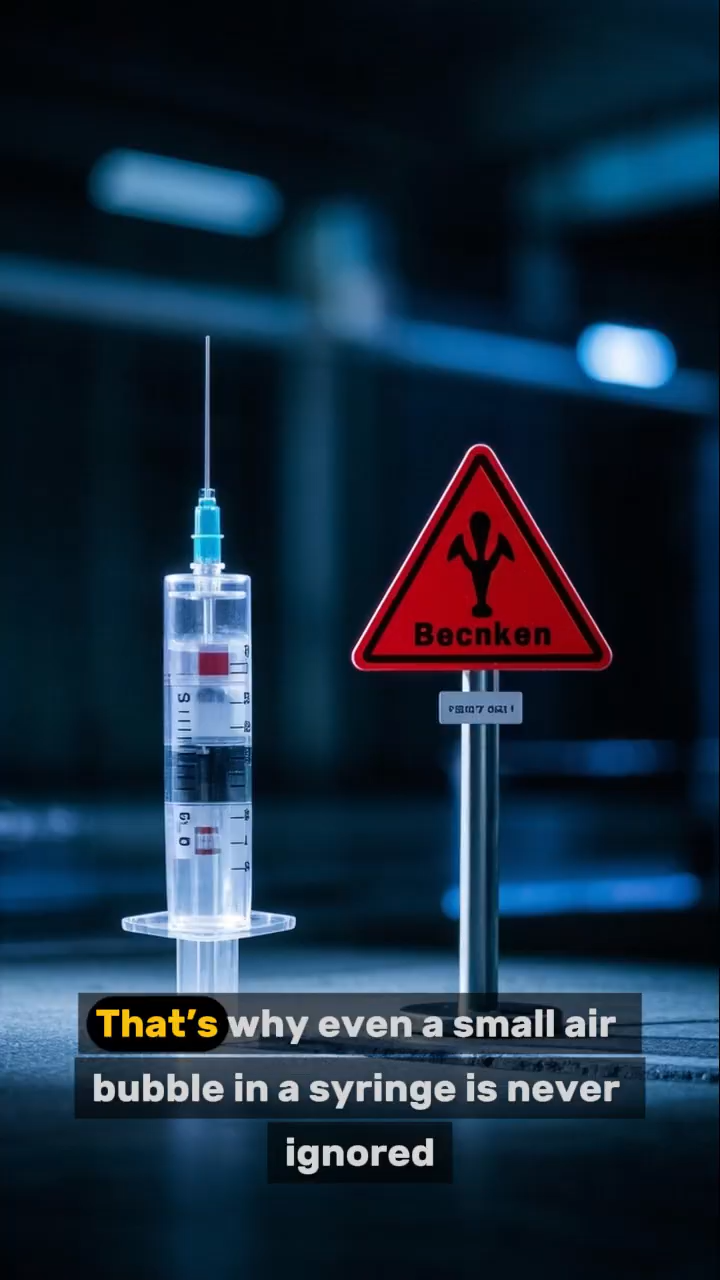 Becnken
That's why even a small air
bubble in a syringe is never
ignored